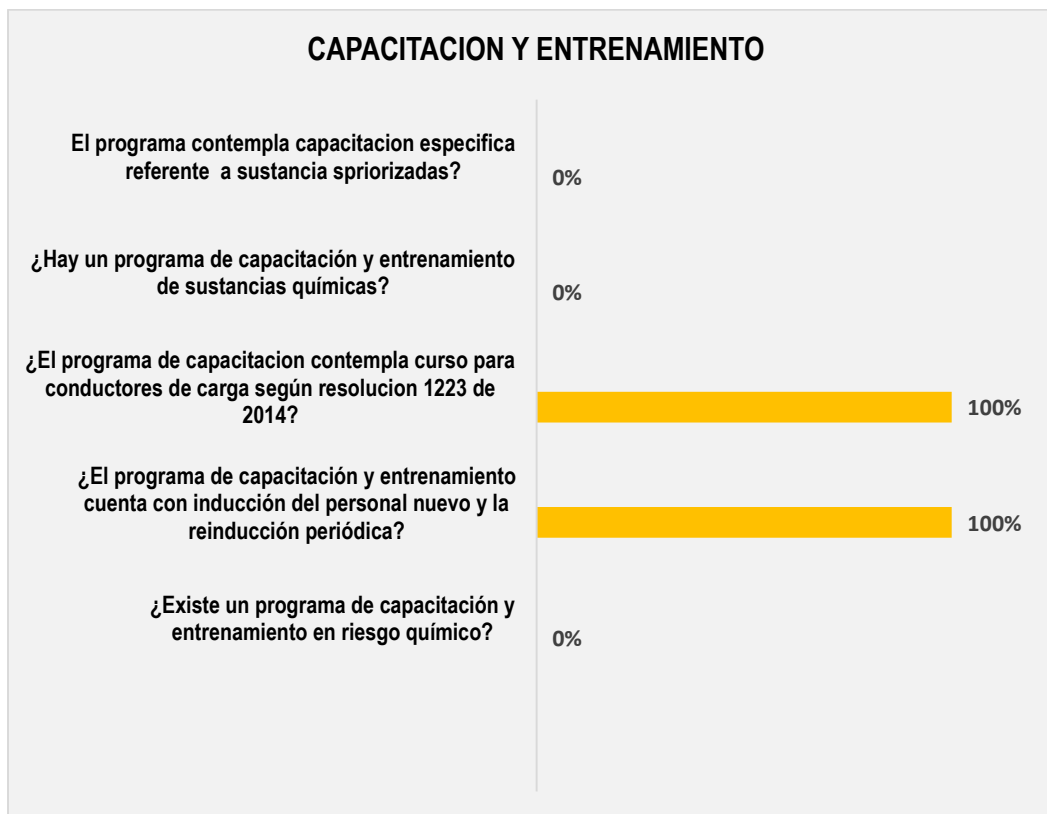 CAPACITACION Y ENTRENAMIENTO
El programa contempla capacitacion especifica
referente a sustancia spriorizadas?
0%
¿Hay un programa de capacitación y entrenamiento
de sustancias químicas?
0%
¿El programa de capacitacion contempla curso para
conductores de carga según resolucion 1223 de
2014?
100%
¿El programa de capacitación y entrenamiento
cuenta con inducción del personal nuevo y la
reinducción periódica?
100%
¿Existe un programa de capacitación y
entrenamiento en riesgo químico?
0%